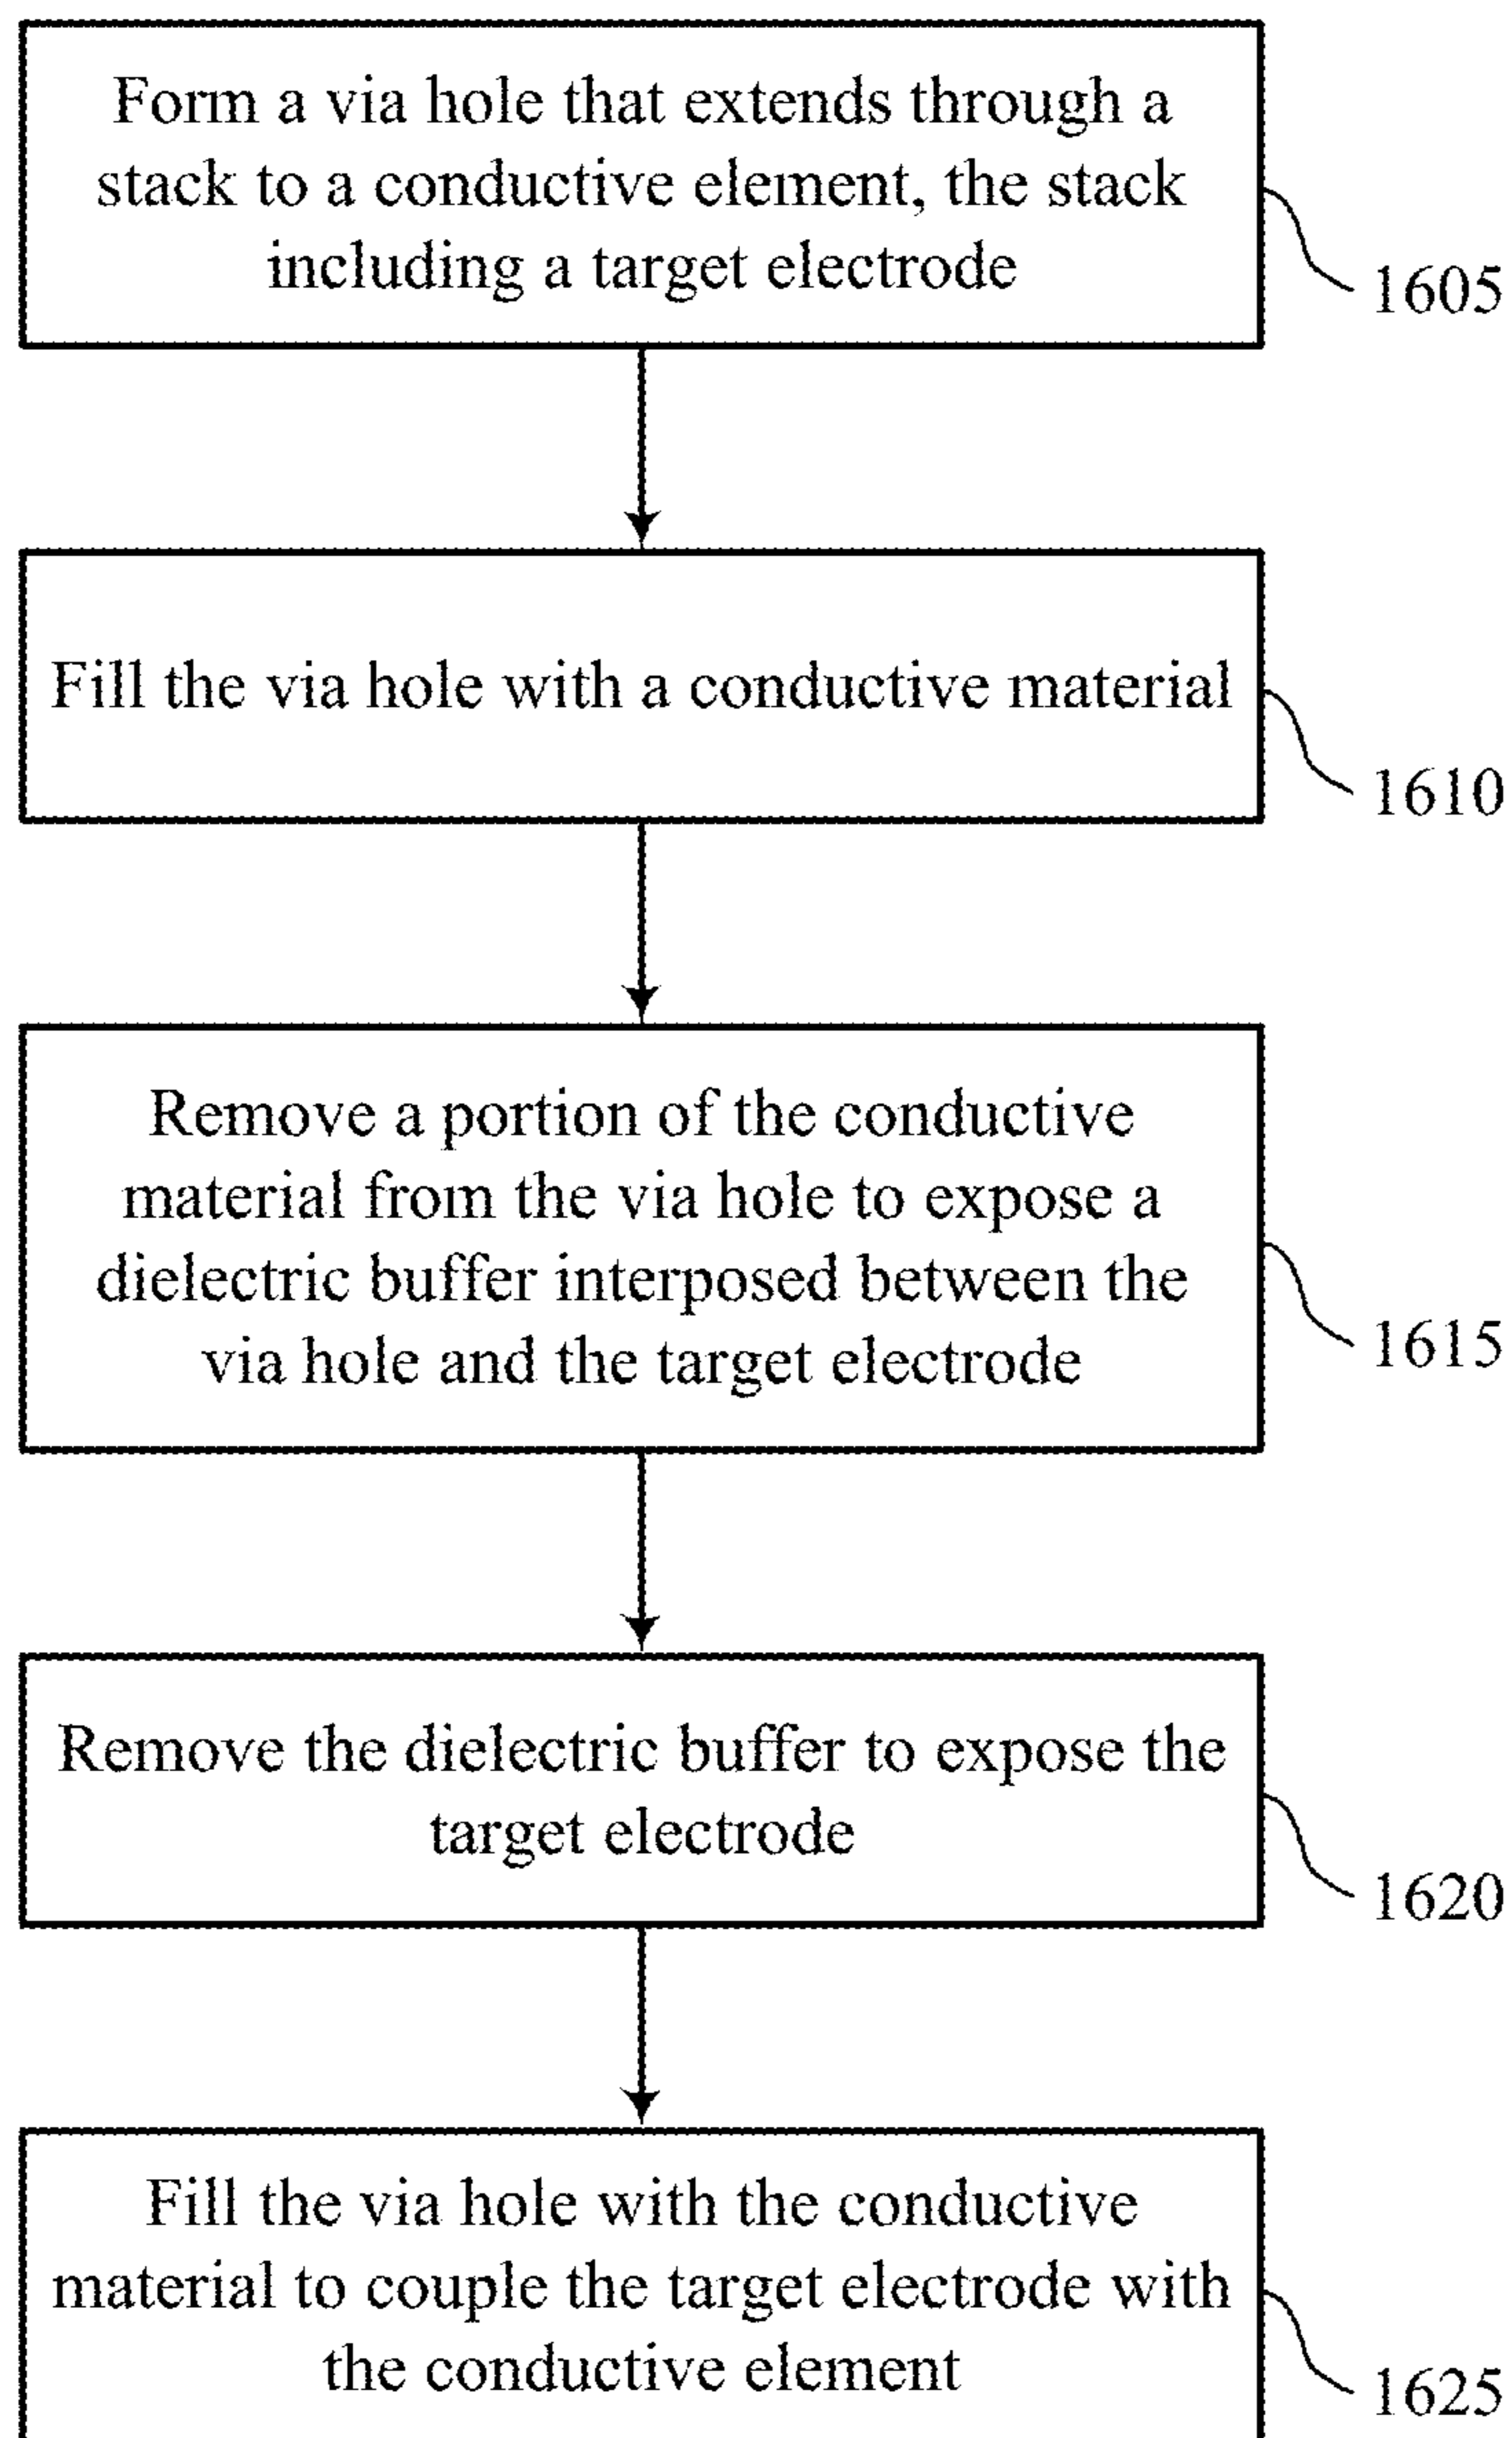 Form a via hole that extends through a
stack to a conductive element, the stack
including a target electrode
1605
Fill the via hole with a conductive material
1610
Remove a portion of the conductive
material from the via hole to expose a
dielectric buffer interposed between the
via hole and the target electrode
1615
Remove the dielectric buffer to expose the
target electrode
1620
Fill the via hole with the conductive
material to couple the target electrode with
the conductive element
1625